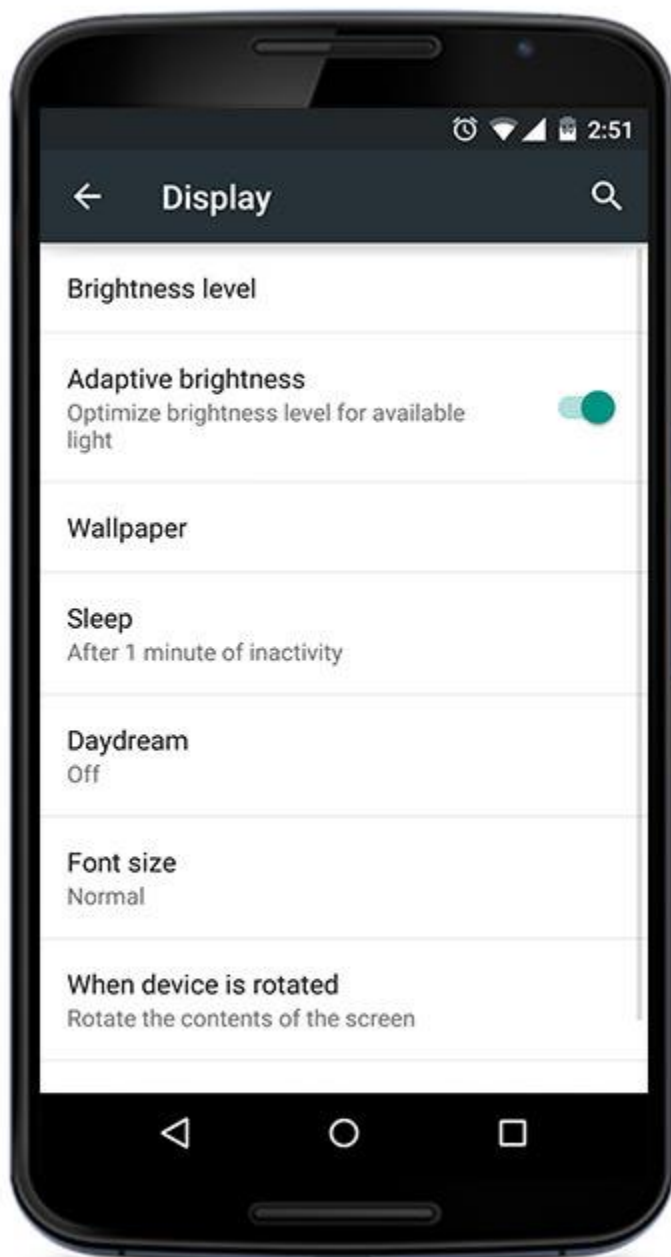 2:51
Display
Brightness level
Adaptive brightness
Optimize brightness level for available
light
Wallpaper
Sleep
After 1 minute of inactivity
Daydream
Off
Font size
Normal
When device is rotated
Rotate the contents of the screen